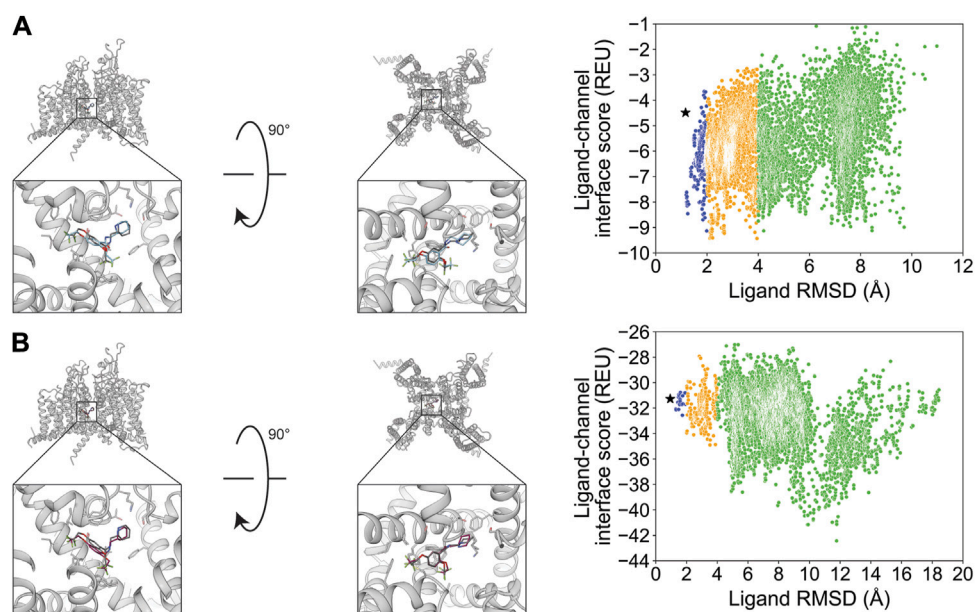 A
90°
Ligand-channel
interface score (REU)
−1
−2
−3
−4
−5
−6
−7
−8
−9
−10
0 2 4 6 8 10 12
Ligand RMSD (Å)
B
90°
Ligand-channel
interface score (REU)
−26
−28
−30
−32
−34
−36
−38
−40
−42
−44
0 2 4 6 8 10 12 14 16 18 20
Ligand RMSD (Å)